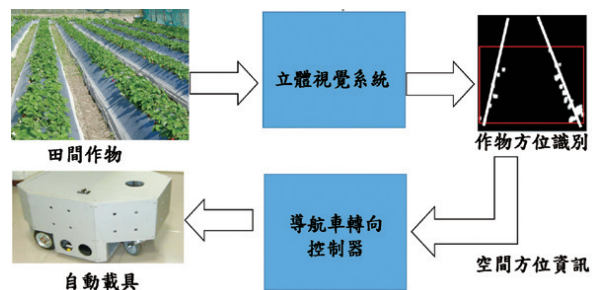 田間作物
立體視覺系統
作物方位識別
空間方位資訊
導航車轉向
控制器
自動載具